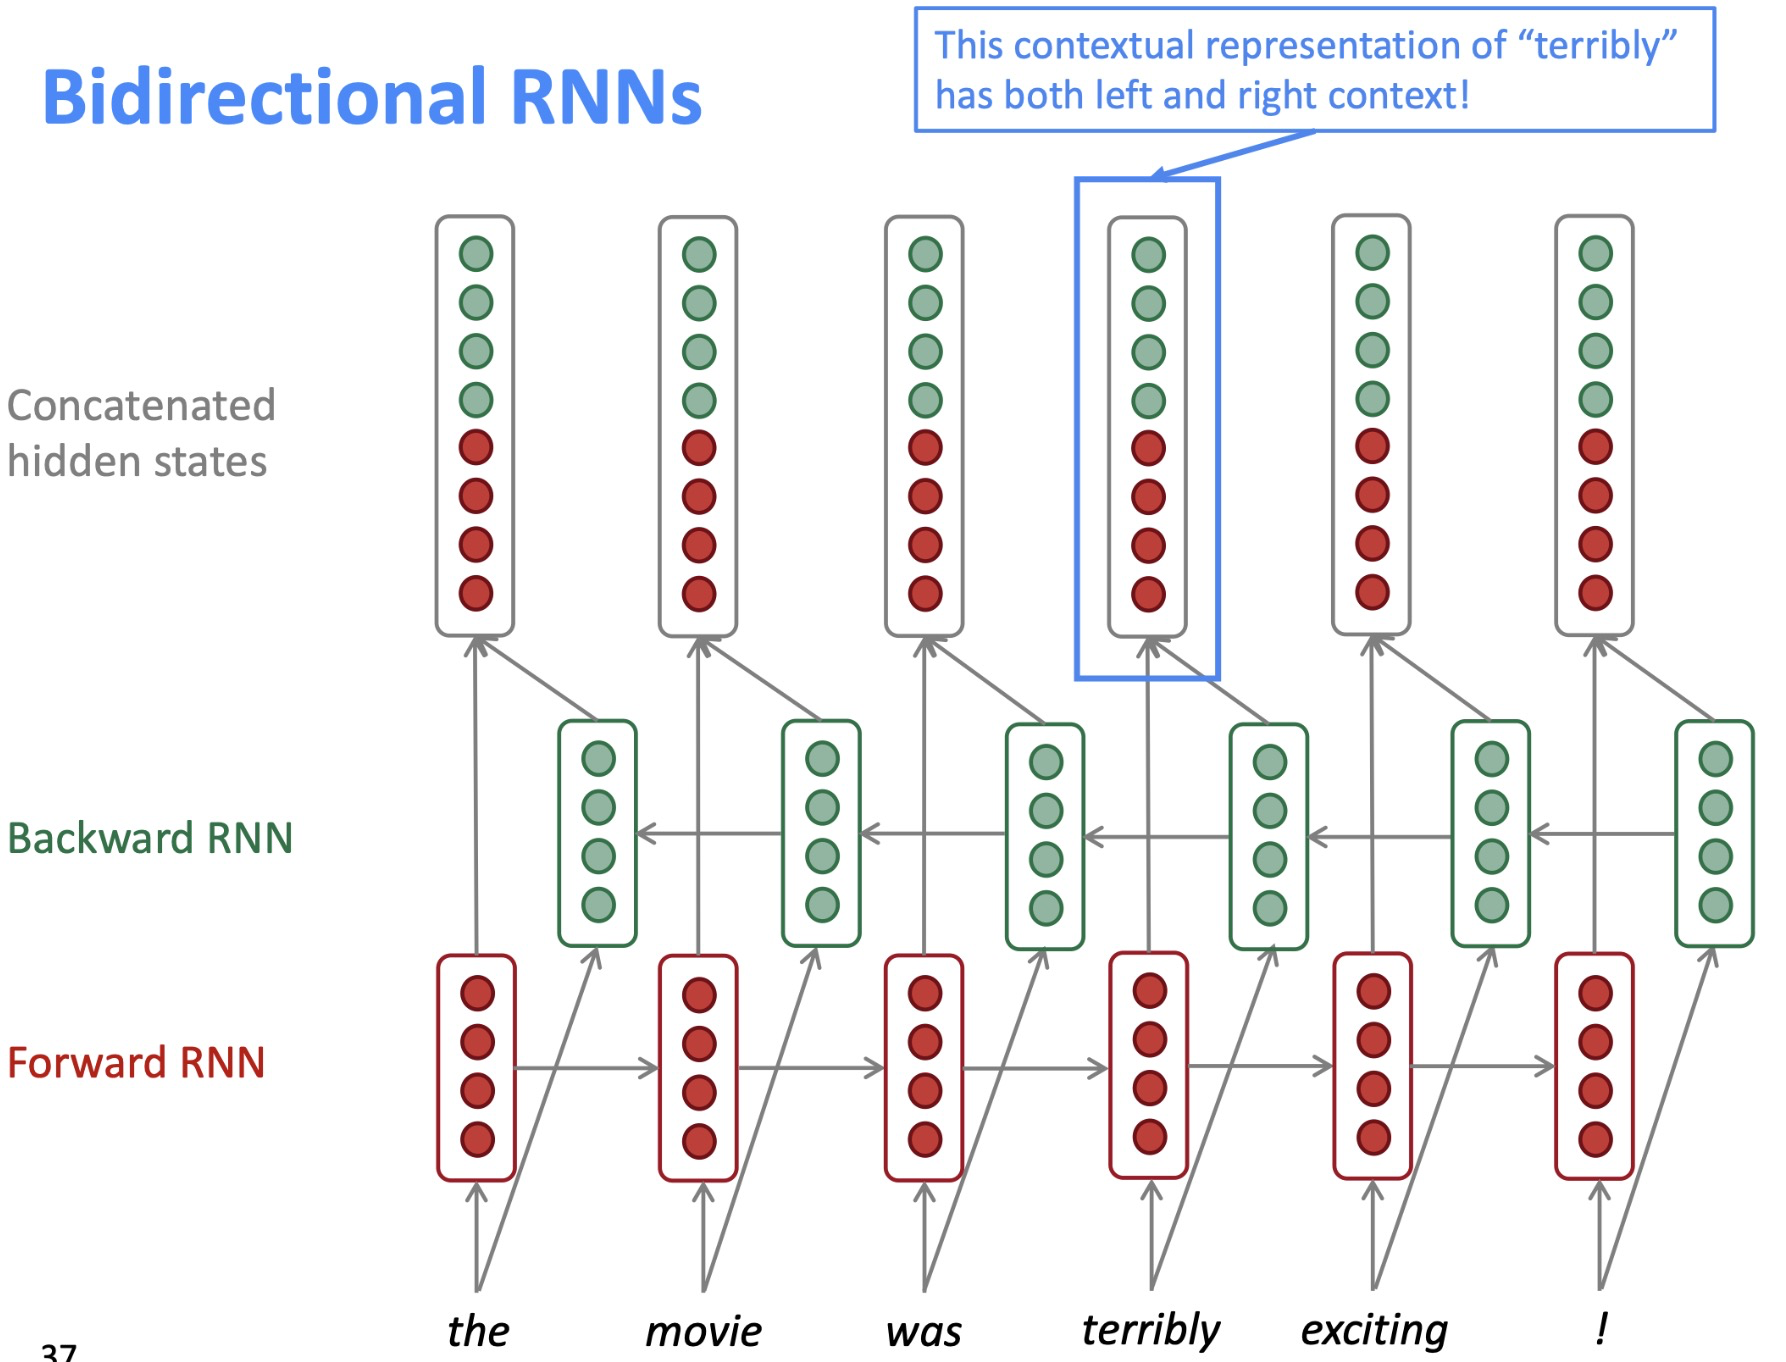 Bidirectional RNNs
This contextual representation of “terribly”
has both left and right context!
Concatenated
hidden states
Backward RNN
Forward RNN
the movie was terribly exciting !
37